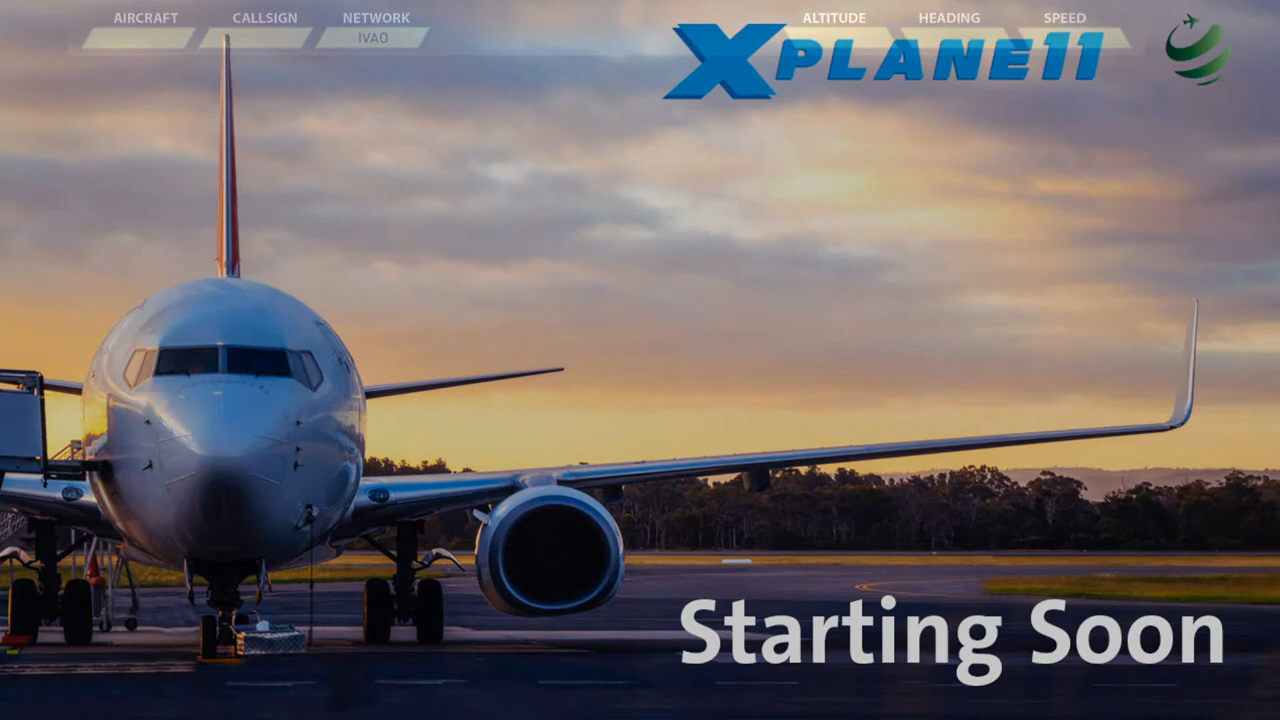 AIRCRAFT CALLSIGN NETWORK ALTITUDE HEADING SPEED
IVAO
XPLANE11
Starting Soon